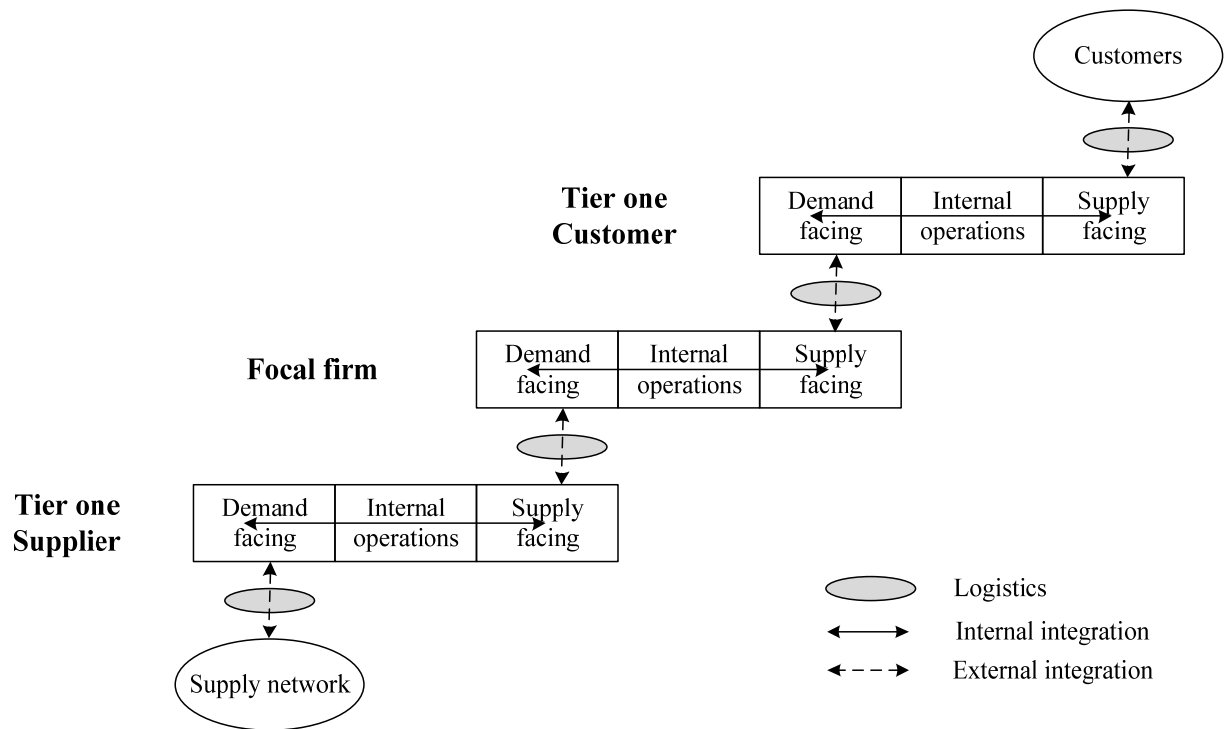 Customers
Tier one
Customer
Demand
facing
Internal
operations
Supply
facing
Focal firm
Demand
facing
Internal
operations
Supply
facing
Tier one
Supplier
Demand
facing
Internal
operations
Supply
facing
Supply network
Logistics
Internal integration
External integration